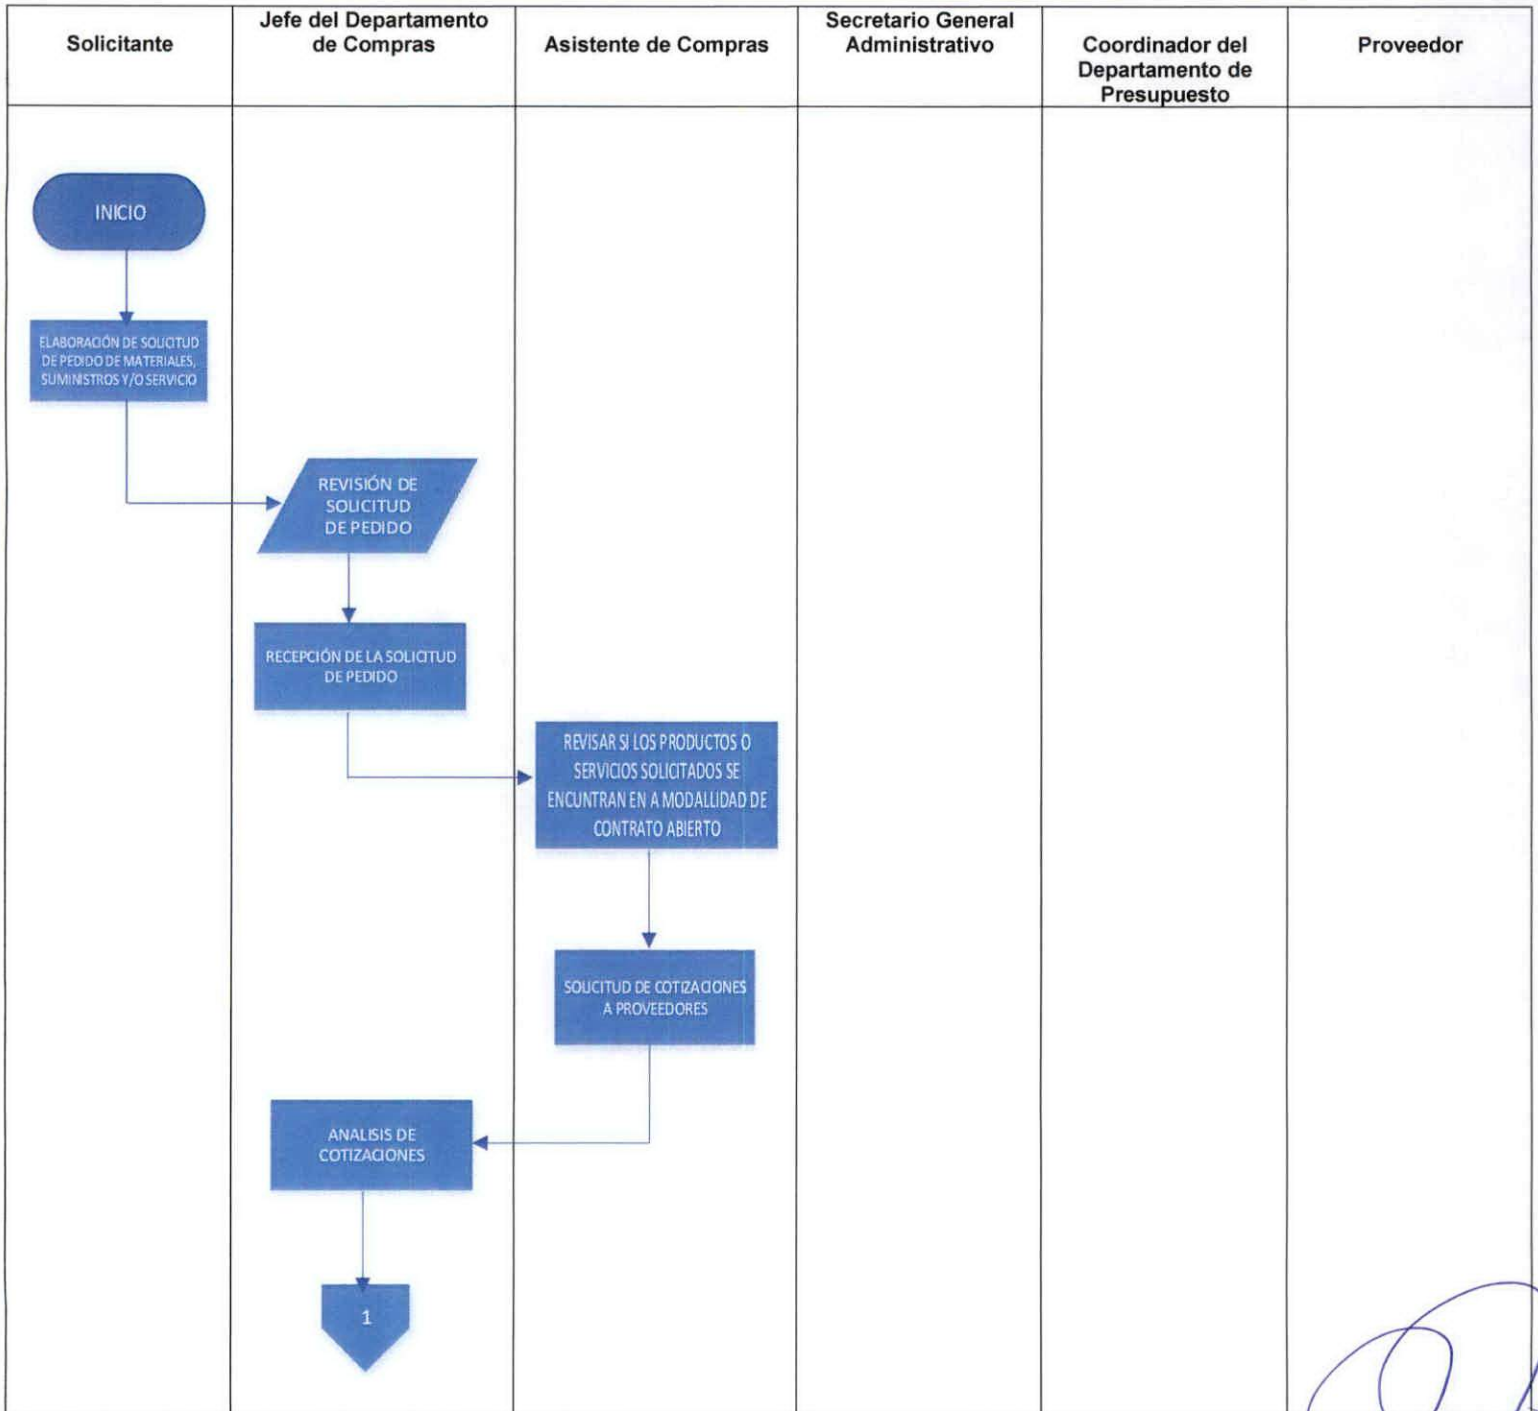 Solicitante
Jefe del Departamento
de Compras
Asistente de Compras
Secretario General
Administrativo
Coordinador del
Departamento de
Presupuesto
Proveedor
INICIO
ELABORACIÓN DE SOLICITUD
DE PEDIDO DE MATERIALES,
SUMINISTROS Y/O SERVICIO
REVISIÓN DE
SOLICITUD
DE PEDIDO
RECEPCIÓN DE LA SOLICITUD
DE PEDIDO
REVISAR SI LOS PRODUCTOS O
SERVICIOS SOLICITADOS SE
ENCUNTRAN EN A MODALLIDAD DE
CONTRATO ABIERTO
SOLICITUD DE COTIZACIONES
A PROVEEDORES
ANALISIS DE
COTIZACIONES
1